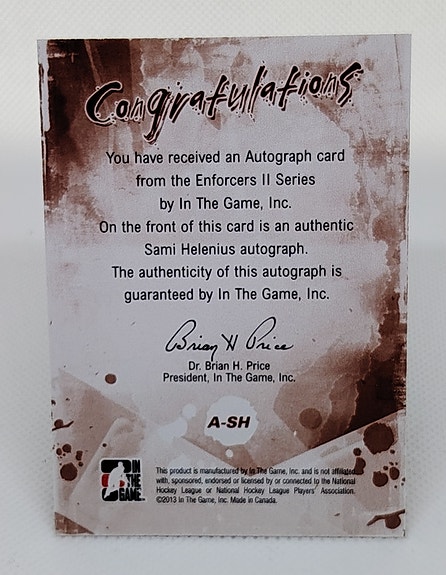 Congratulations
You have received an Autograph card
from the Enforcers II Series
by In The Game, Inc.
On the front of this card is an authentic
Sami Helenius autograph.
The authenticity of this autograph is
guaranteed by In The Game, Inc.
Brian H Price
Dr. Brian H. Price
President, In The Game, Inc.
A-SH
IN
THE
GAME
This product is manufactured by In The Game, Inc. and is not affiliated
with, sponsored, endorsed or licensed by or connected to the National
Hockey League or National Hockey League Players' Association.
©2013 In The Game, Inc. Made in Canada.